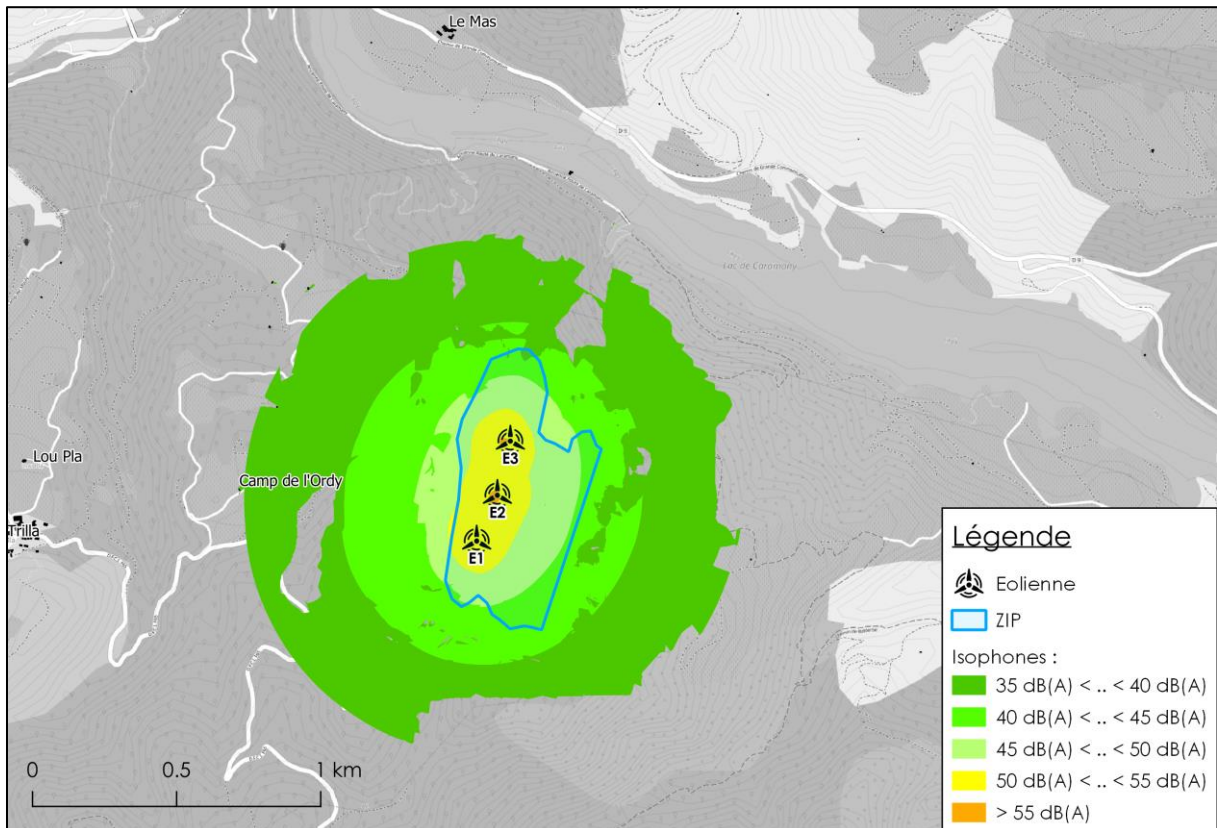 Le Mas
D 9
Lac de Caramany
D 9
Lou Pla
Camp de l'Ordy
Trilla
E3
E2
E1
0 0.5 1 km
Légende
Eolienne
ZIP
Isophones :
35 dB(A) < .. < 40 dB(A)
40 dB(A) < .. < 45 dB(A)
45 dB(A) < .. < 50 dB(A)
50 dB(A) < .. < 55 dB(A)
> 55 dB(A)